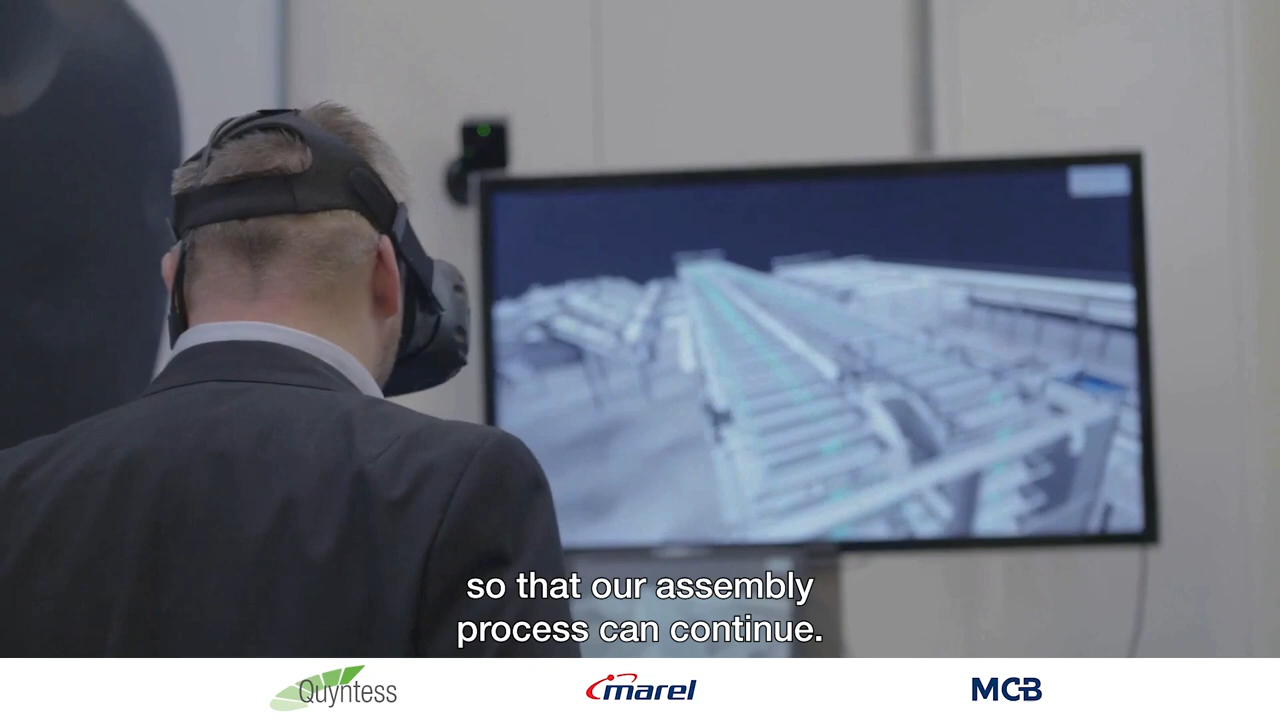 so that our assembly
process can continue.
Quyntess
marel
MCB